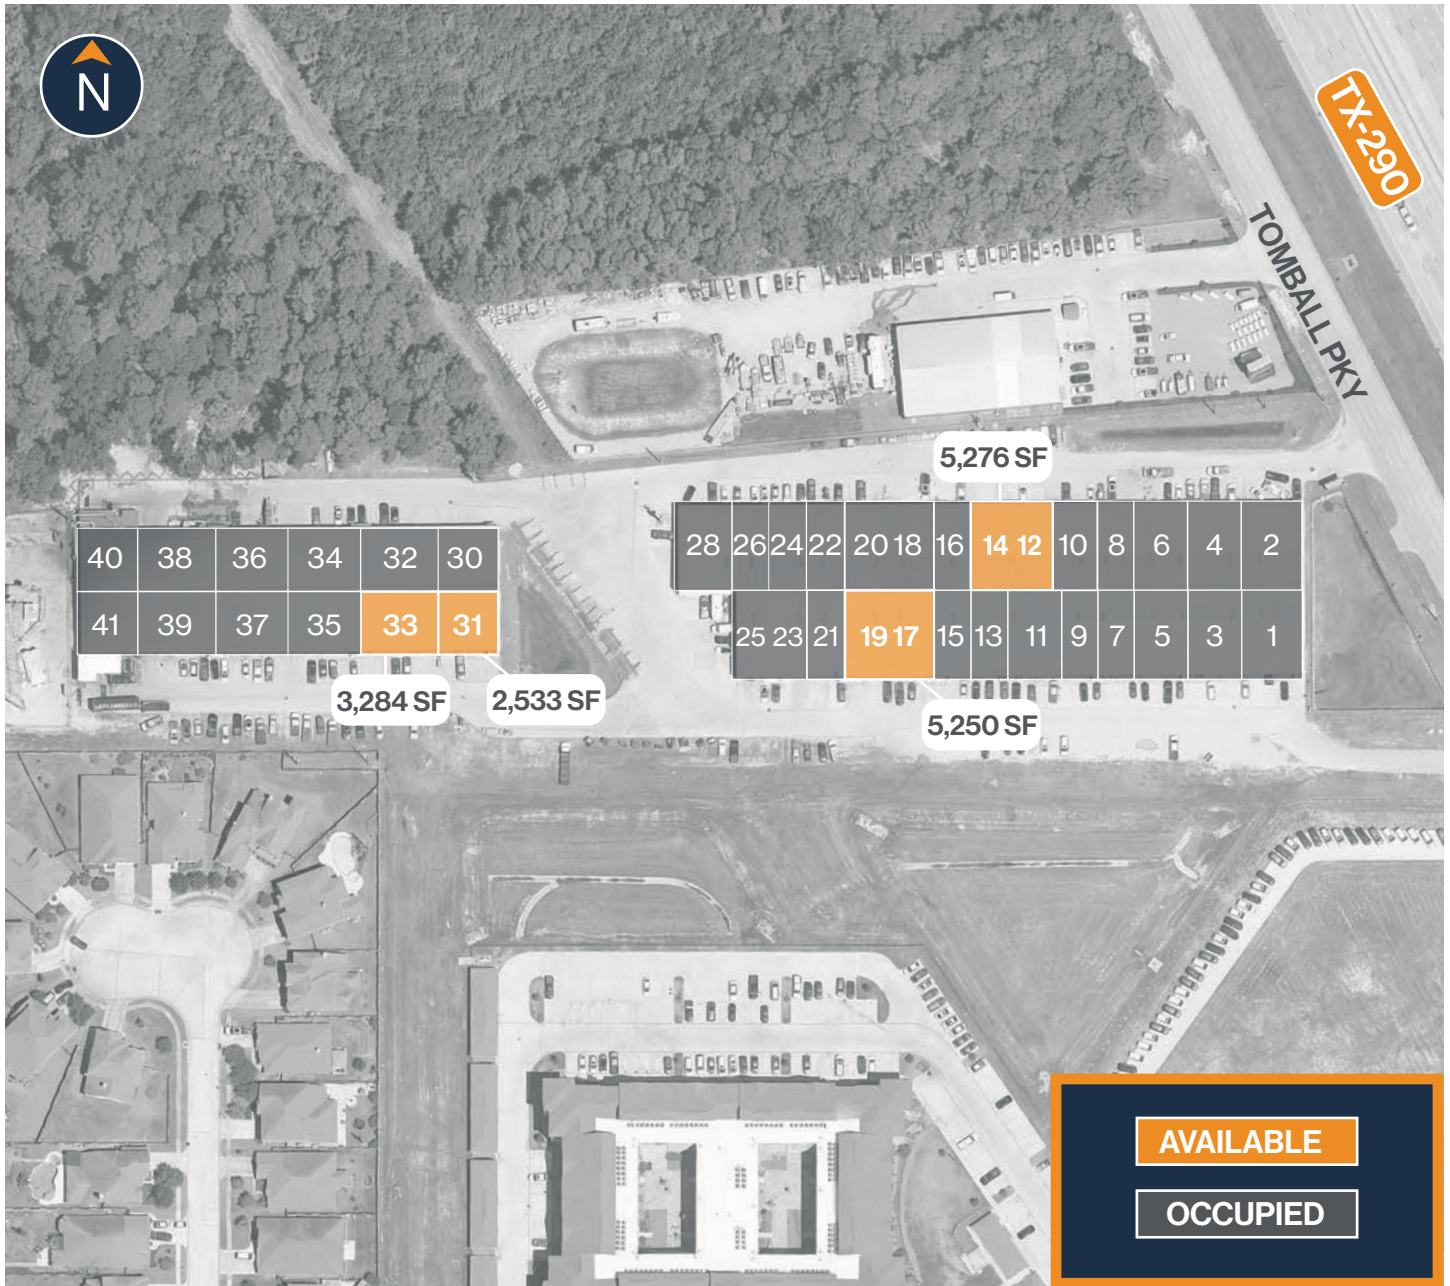 N
TX-290
TOMBALL PKY
5,276 SF
28 26 24 22 20 18 16 14 12 10 8 6 4 2
25 23 21 19 17 15 13 11 9 7 5 3 1
5,250 SF
40 38 36 34 32 30
41 39 37 35 33 31
3,284 SF
2,533 SF
AVAILABLE
OCCUPIED